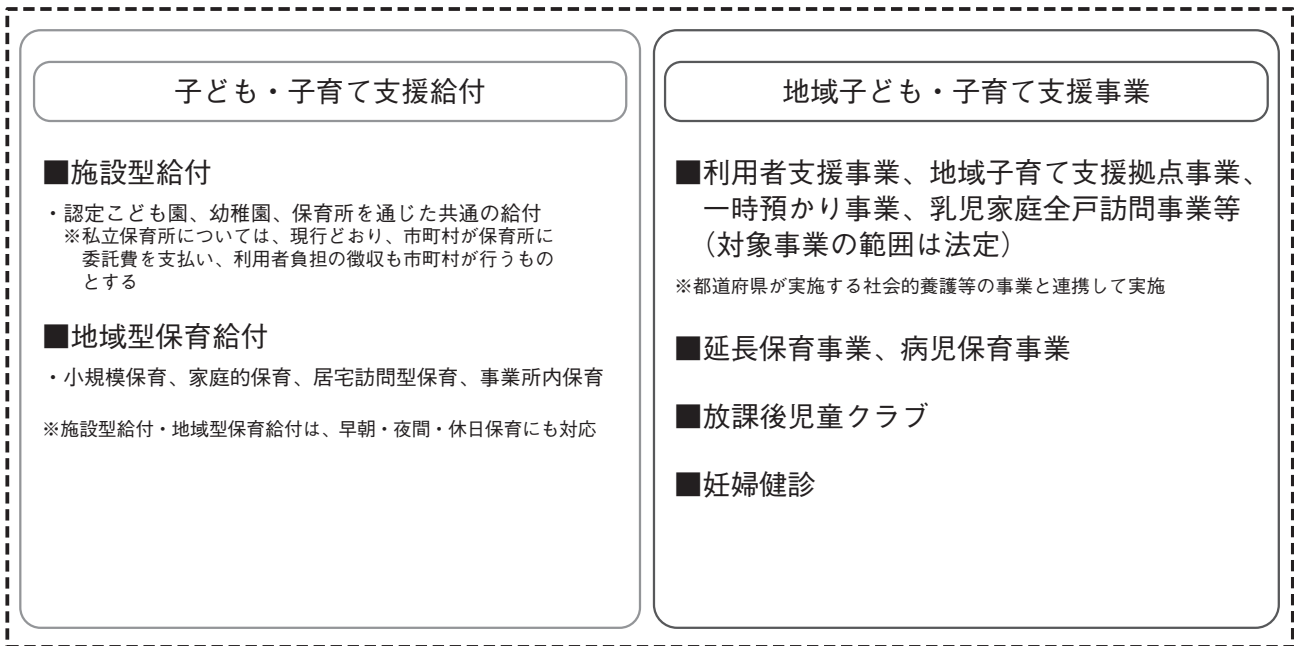 子ども・子育て支援給付
■施設型給付
・認定こども園、幼稚園、保育所を通じた共通の給付
※私立保育所については、現行どおり、市町村が保育所に
委託費を支払い、利用者負担の徴収も市町村が行うもの
とする
■地域型保育給付
・小規模保育、家庭的保育、居宅訪問型保育、事業所内保育
※施設型給付・地域型保育給付は、早朝・夜間・休日保育にも対応
地域子ども・子育て支援事業
■利用者支援事業、地域子育て支援拠点事業、
一時預かり事業、乳児家庭全戸訪問事業等
（対象事業の範囲は法定）
※都道府県が実施する社会的養護等の事業と連携して実施
■延長保育事業、病児保育事業
■放課後児童クラブ
■妊婦健診